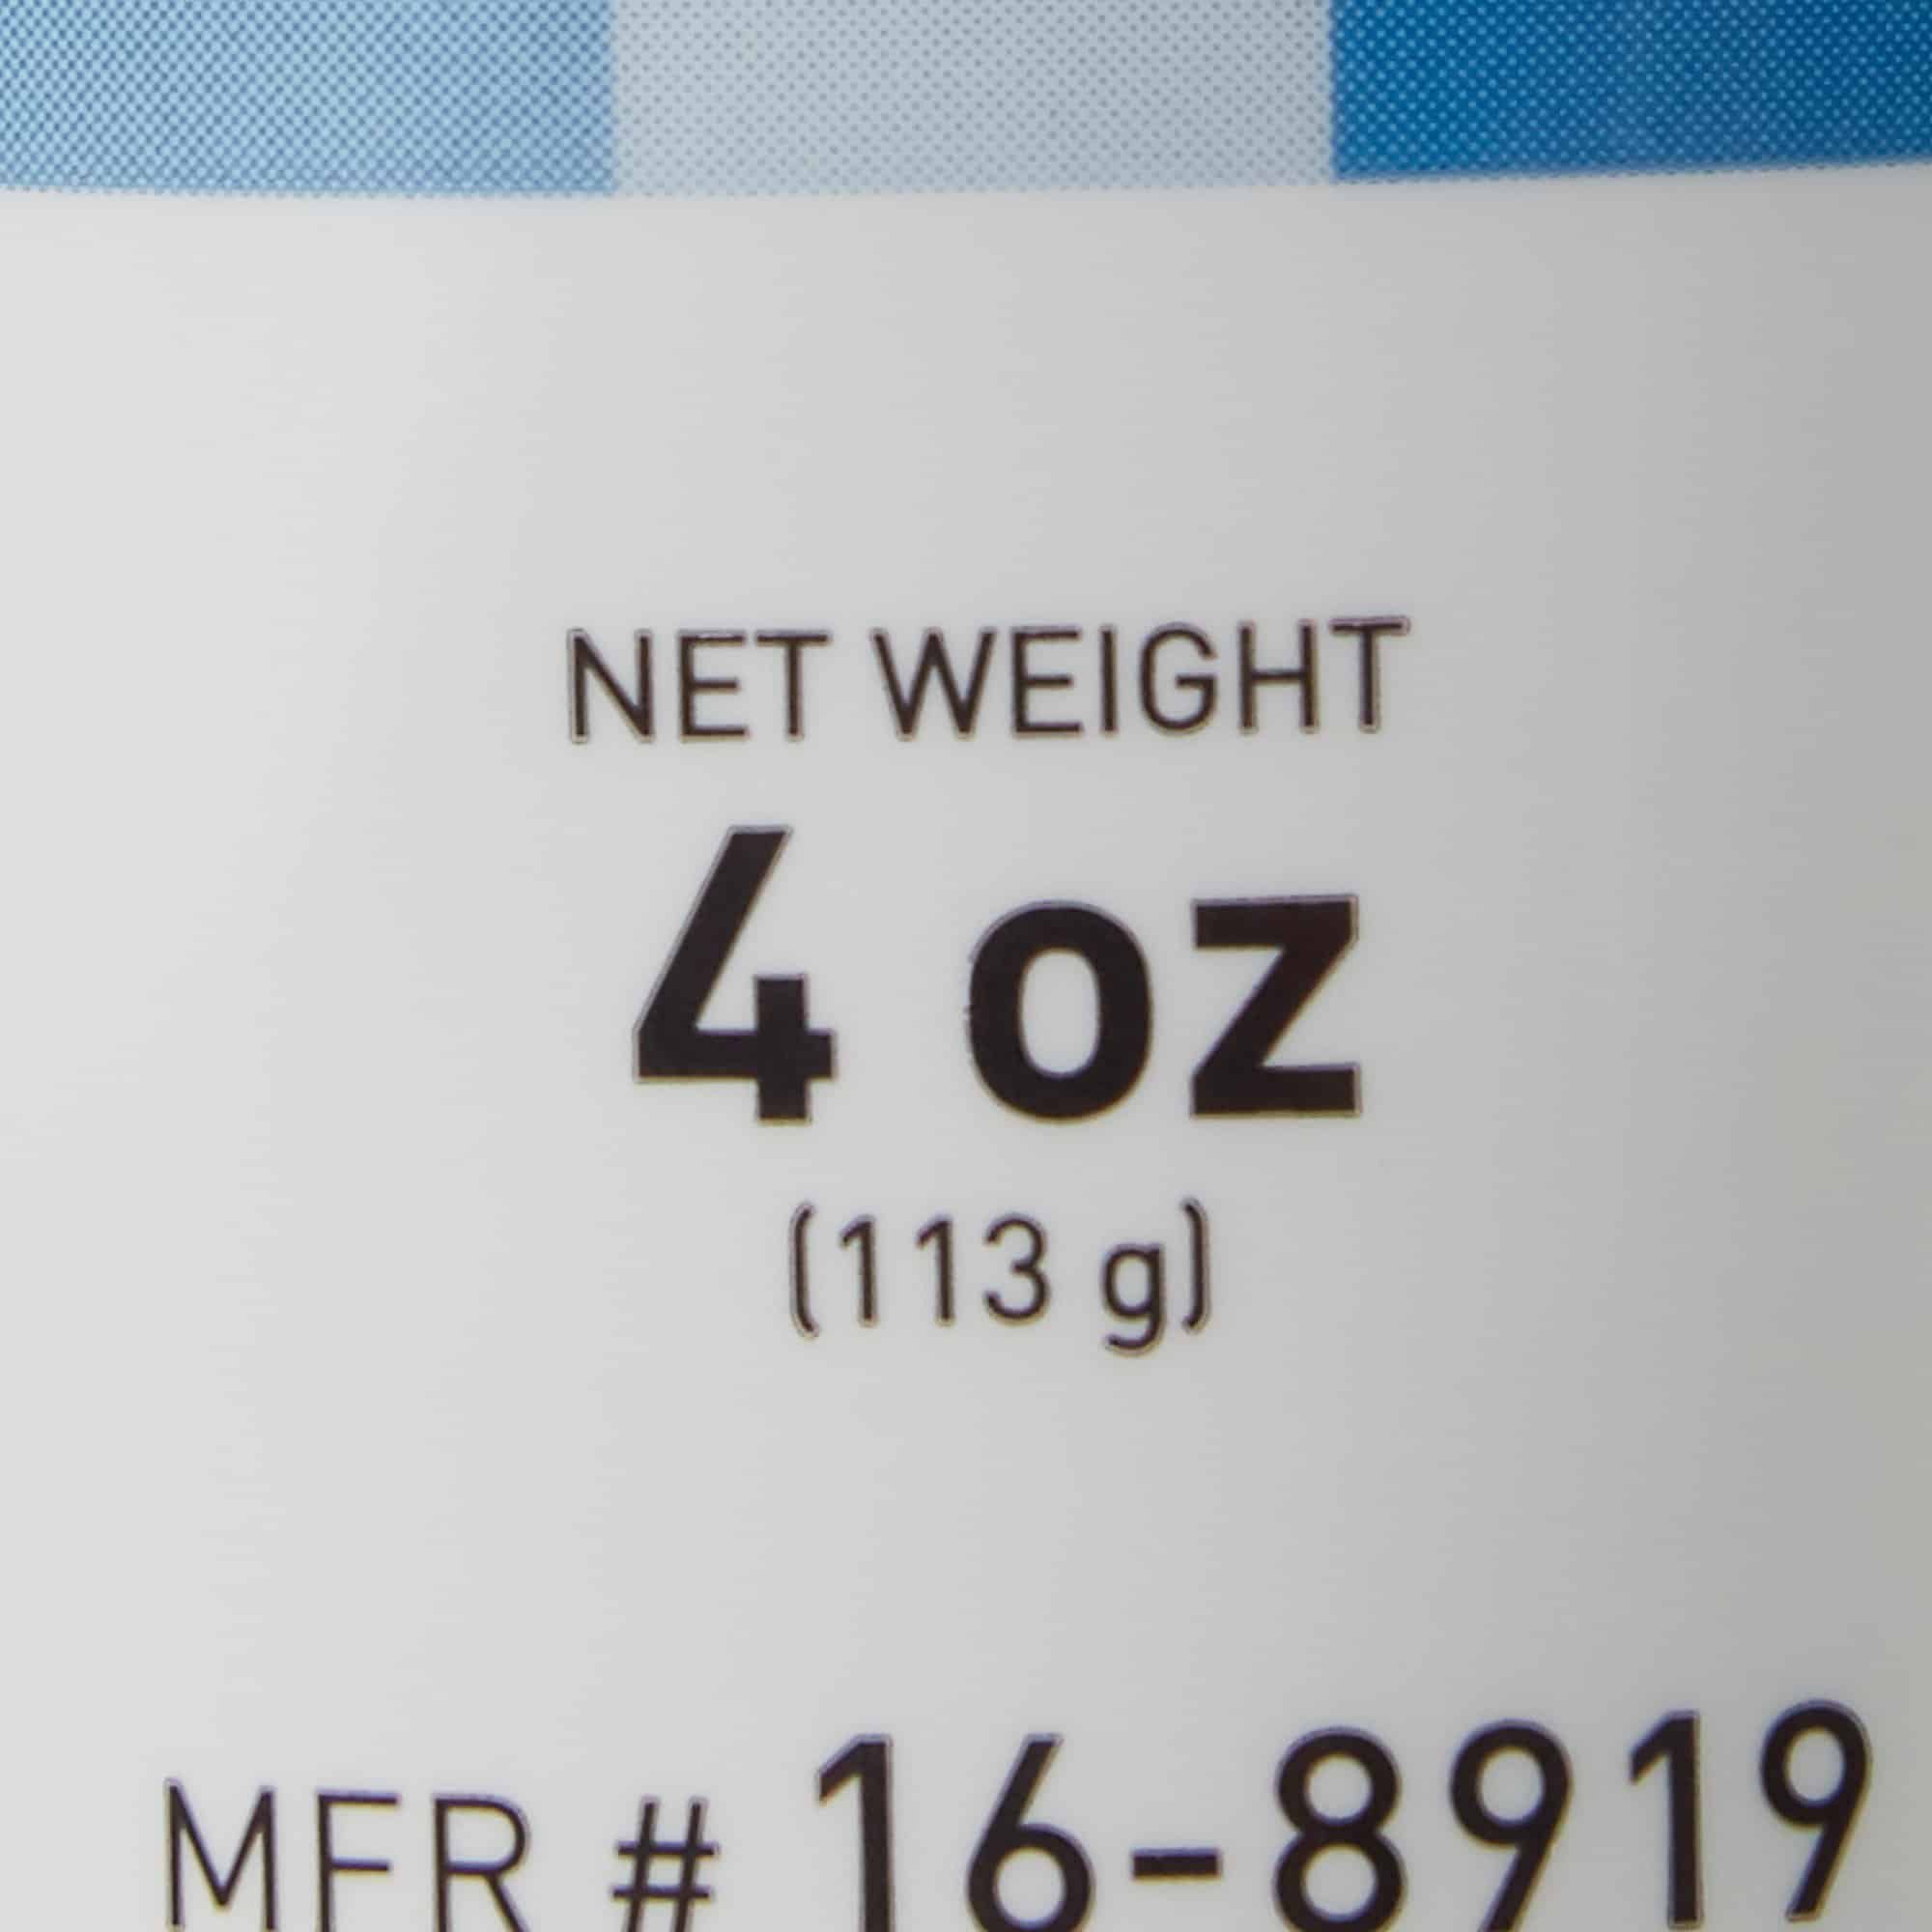 NET WEIGHT
4 oz
(113 g)
MFR # 16-8919